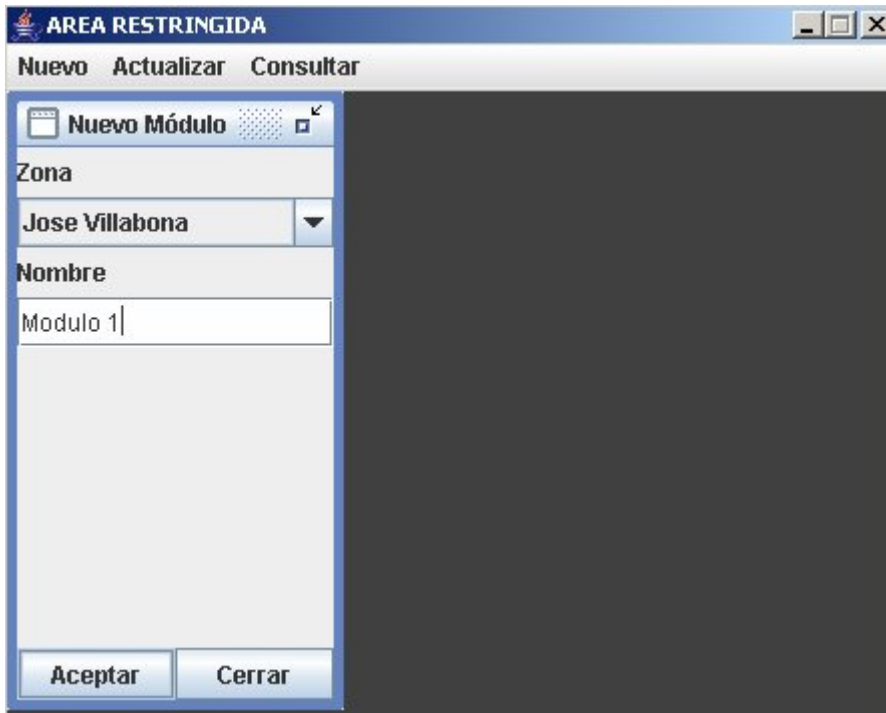 AREA RESTRINGIDA
Nuevo Actualizar Consultar
Nuevo Módulo
Zona
Jose Villabona
Nombre
Modulo 1
Aceptar Cerrar